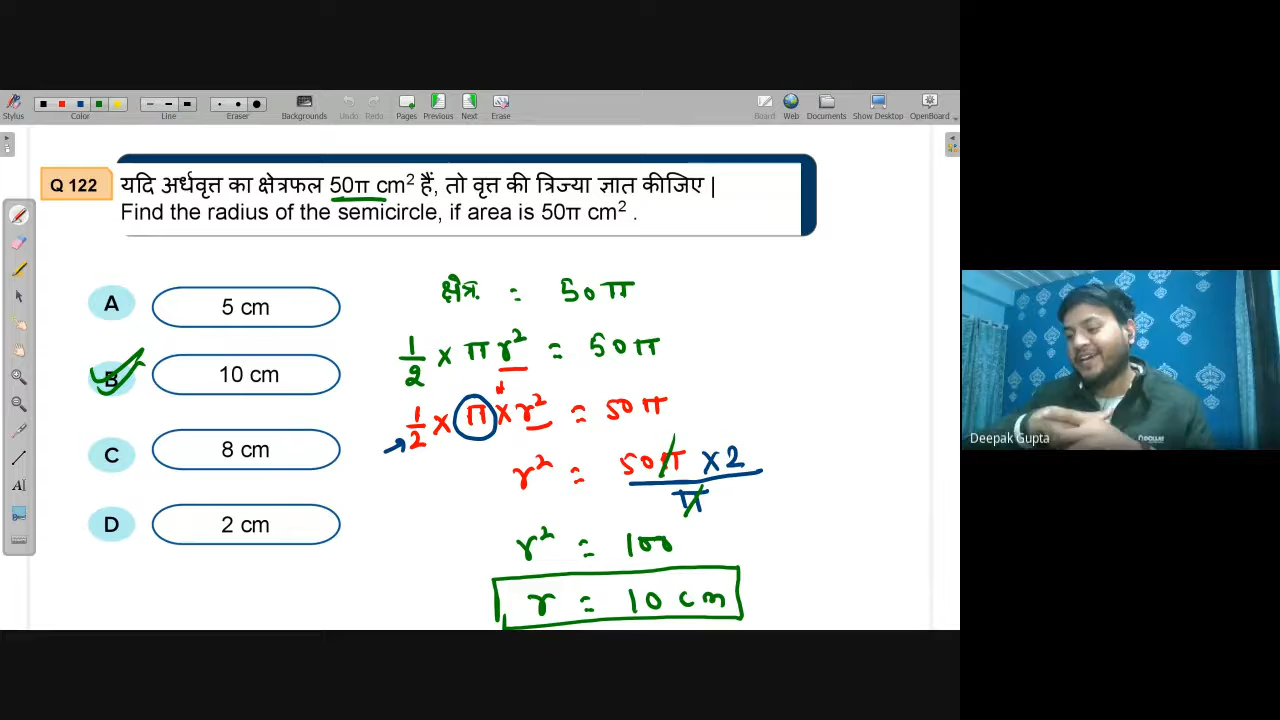 Stylus
Color
Line
Eraser
Backgrounds
Undo
Redo
Pages
Previous
Next
Erase
Board
Web
Documents
Show Desktop
OpenBoard
Q 122
यदि अर्धवृत्त का क्षेत्रफल 50π cm² हैं, तो वृत्त की त्रिज्या ज्ञात कीजिए |
Find the radius of the semicircle, if area is 50π cm² .
A 5 cm
B 10 cm
C 8 cm
D 2 cm
क्षेत्र. = 50π
1/2 × πr² = 50π
1/2 × π × r² = 50π
r² = 50π × 2 / π
r² = 100
r = 10 cm
Deepak Gupta